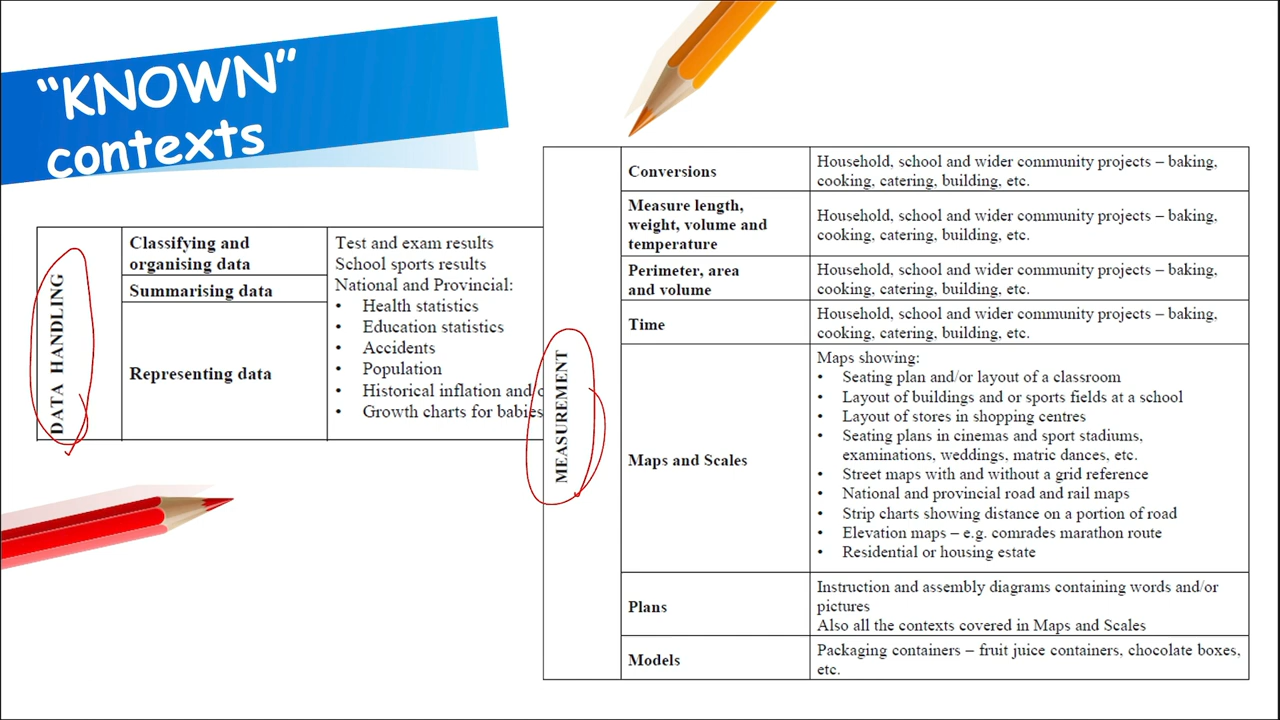 “KNOWN”
contexts
DATA HANDLING
Classifying and
organising data
Summarising data
Representing data
Test and exam results
School sports results
National and Provincial:
• Health statistics
• Education statistics
• Accidents
• Population
• Historical inflation and
• Growth charts for babies
MEASUREMENT
Conversions
Household, school and wider community projects – baking,
cooking, catering, building, etc.
Measure length,
weight, volume and
temperature
Household, school and wider community projects – baking,
cooking, catering, building, etc.
Perimeter, area
and volume
Household, school and wider community projects – baking,
cooking, catering, building, etc.
Time
Household, school and wider community projects – baking,
cooking, catering, building, etc.
Maps and Scales
Maps showing:
• Seating plan and/or layout of a classroom
• Layout of buildings and or sports fields at a school
• Layout of stores in shopping centres
• Seating plans in cinemas and sport stadiums,
examinations, weddings, matric dances, etc.
• Street maps with and without a grid reference
• National and provincial road and rail maps
• Strip charts showing distance on a portion of road
• Elevation maps – e.g. comrades marathon route
• Residential or housing estate
Plans
Instruction and assembly diagrams containing words and/or
pictures
Also all the contexts covered in Maps and Scales
Models
Packaging containers – fruit juice containers, chocolate boxes,
etc.